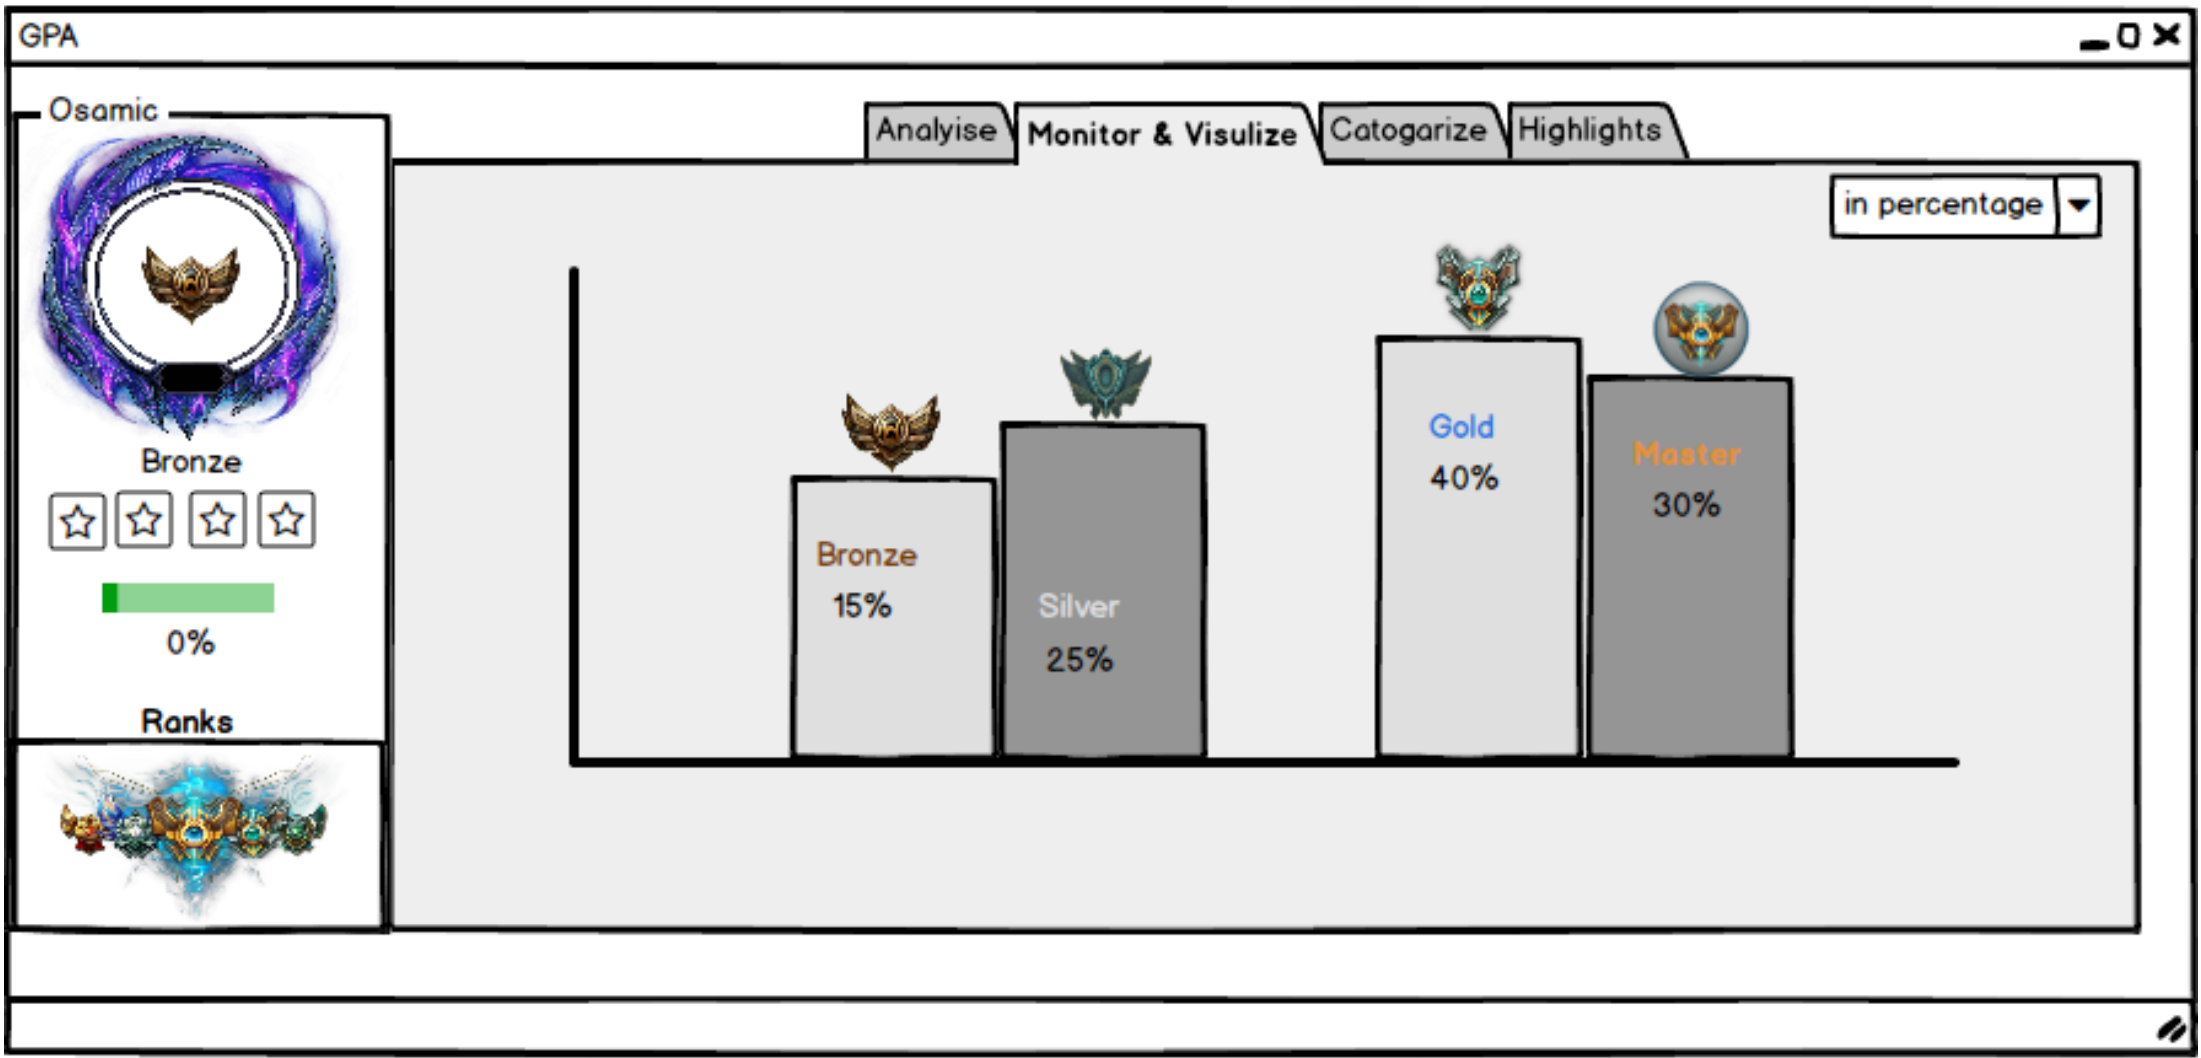 GPA
Osamic
Analyise
Monitor & Visulize
Catogarize
Highlights
in percentage
Bronze
0%
Ranks
Bronze
15%
Silver
25%
Gold
40%
Master
30%